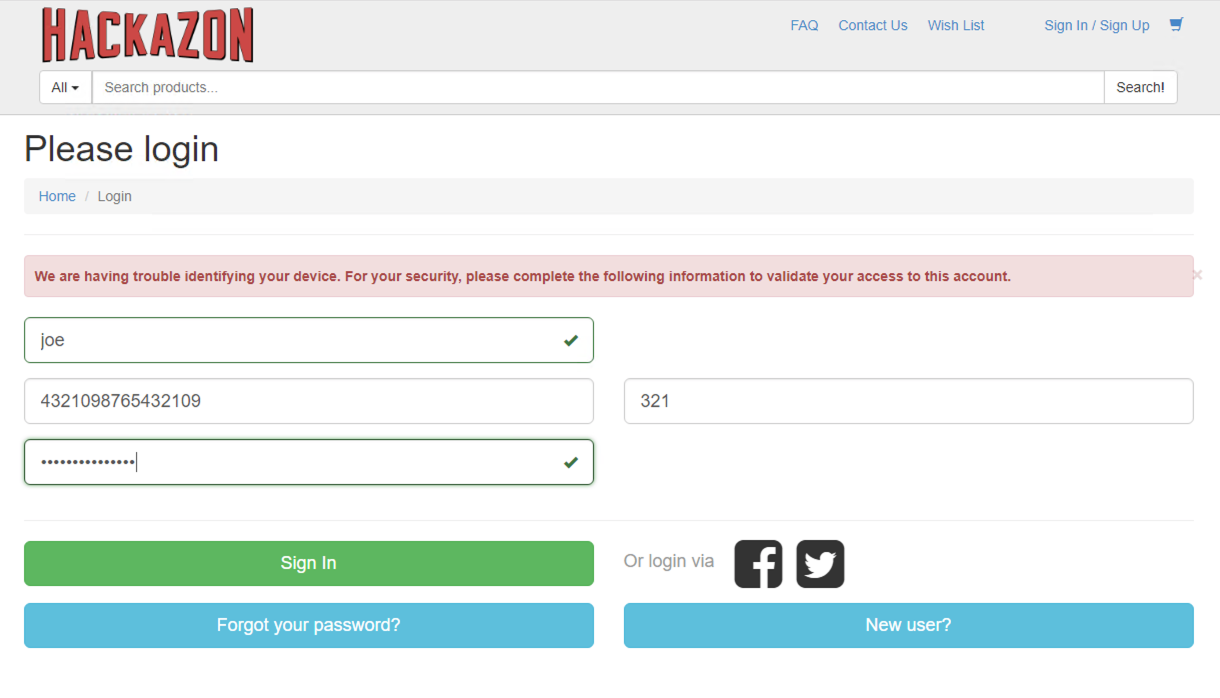 HACKAZON
FAQ Contact Us Wish List Sign In / Sign Up
All Search products... Search!
Please login
Home / Login
We are having trouble identifying your device. For your security, please complete the following information to validate your access to this account. ×
joe
4321098765432109 321
•••••••••••••••
Sign In Or login via
Forgot your password? New user?